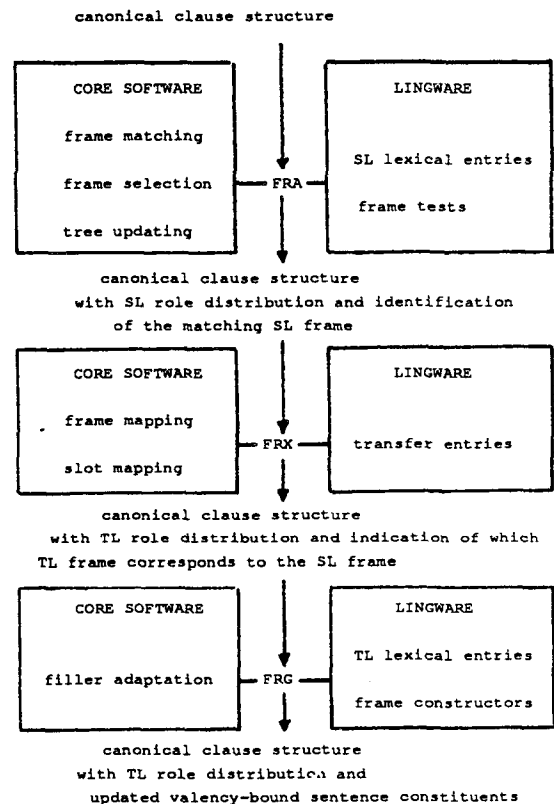 canonical clause structure
CORE SOFTWARE
frame matching
frame selection
tree updating
FRA
LINGWARE
SL lexical entries
frame tests
canonical clause structure
with SL role distribution and identification
of the matching SL frame
CORE SOFTWARE
frame mapping
slot mapping
FRX
LINGWARE
transfer entries
canonical clause structure
with TL role distribution and indication of which
TL frame corresponds to the SL frame
CORE SOFTWARE
filler adaptation
FRG
LINGWARE
TL lexical entries
frame constructors
canonical clause structure
with TL role distribution and
updated valency-bound sentence constituents